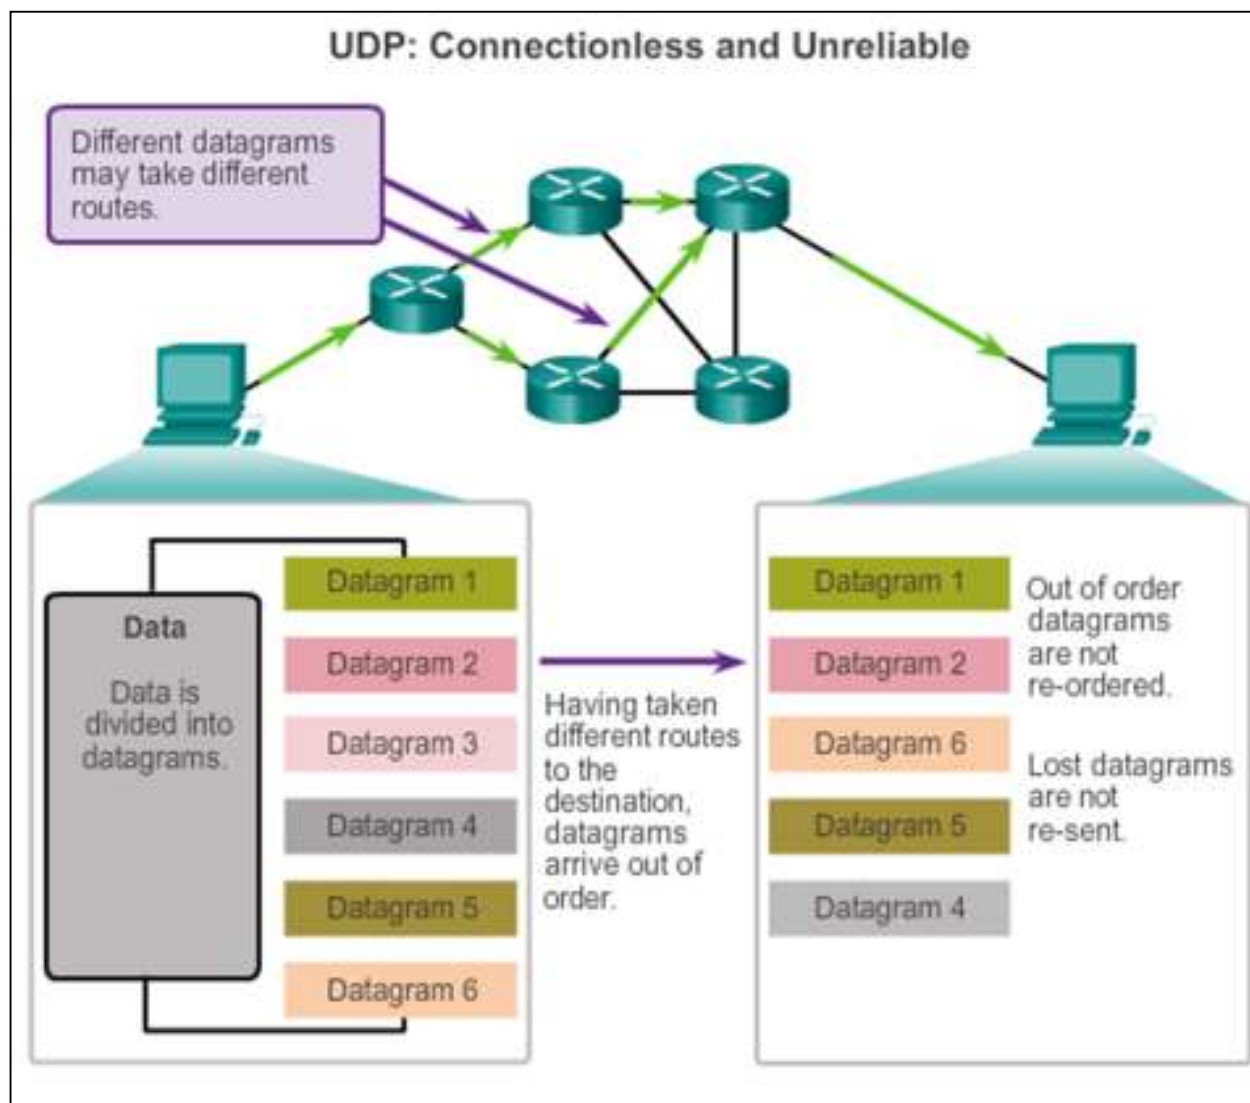 UDP: Connectionless and Unreliable
Different datagrams
may take different
routes.
Data
Data is
divided into
datagrams.
Datagram 1
Datagram 2
Datagram 3
Datagram 4
Datagram 5
Datagram 6
Having taken
different routes
to the
destination,
datagrams
arrive out of
order.
Datagram 1
Datagram 2
Datagram 6
Datagram 5
Datagram 4
Out of order
datagrams
are not
re-ordered.
Lost datagrams
are not
re-sent.